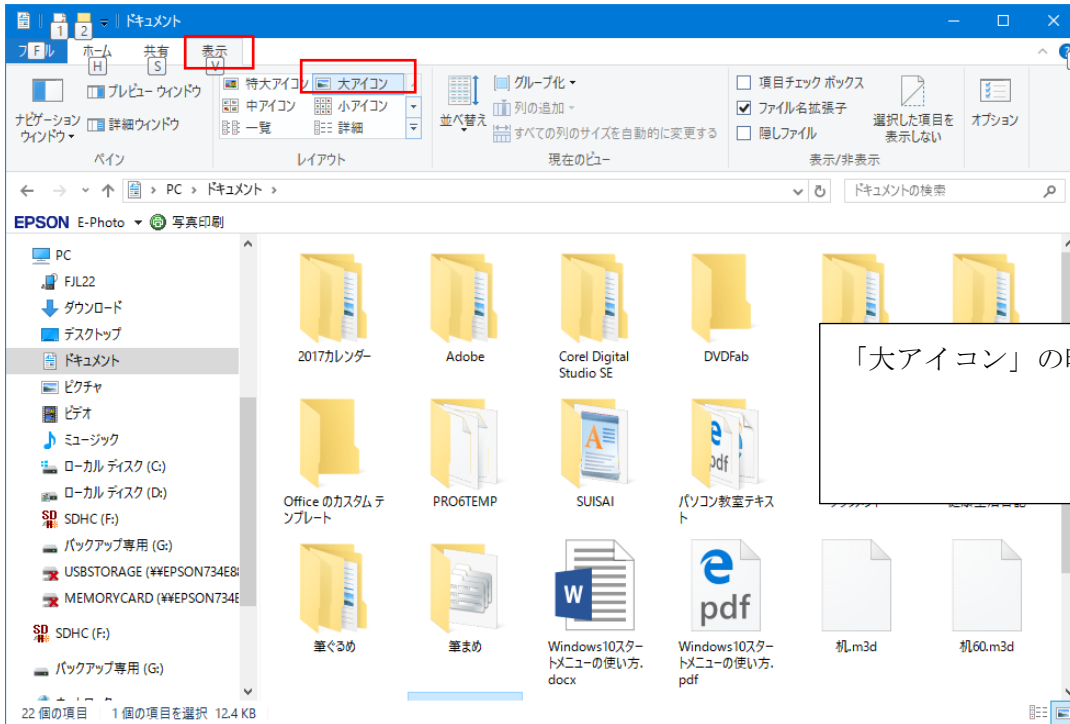 ドキュメント
1 2
ファイル ホーム 共有 表示
F H S V
ナビゲーション
ウィンドウ
プレビュー ウィンドウ
詳細ウィンドウ
ペイン
特大アイコン 大アイコン
中アイコン 小アイコン
一覧 詳細
レイアウト
並べ替え
グループ化
列の追加
すべての列のサイズを自動的に変更する
現在のビュー
項目チェック ボックス
ファイル名拡張子
隠しファイル
選択した項目を
表示しない
表示/非表示
オプション
PC › ドキュメント ›
ドキュメントの検索
EPSON E-Photo 写真印刷
PC
FJL22
ダウンロード
デスクトップ
ドキュメント
ピクチャ
ビデオ
ミュージック
ローカル ディスク (C:)
ローカル ディスク (D:)
SDHC (F:)
バックアップ専用 (G:)
USBSTORAGE (¥¥EPSON734E8
MEMORYCARD (¥¥EPSON734E
SDHC (F:)
バックアップ専用 (G:)
2017カレンダー
Adobe
Corel Digital
Studio SE
DVDFab
「大アイコン」の
Office のカスタム テ
ンプレート
PRO6TEMP
SUISAI
パソコン教室テキス
ト
筆ぐるめ
筆まめ
Windows10スター
トメニューの使い方.
docx
Windows10スター
トメニューの使い方.
pdf
机.m3d
机60.m3d
22 個の項目 1 個の項目を選択 12.4 KB